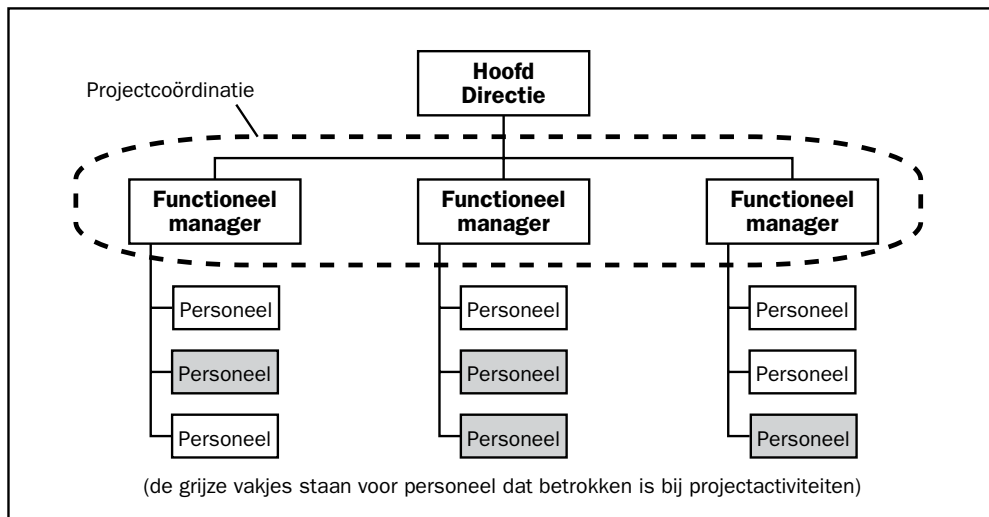 Hoofd
Directie
Projectcoördinatie
Functioneel
manager
Functioneel
manager
Functioneel
manager
Personeel
Personeel
Personeel
Personeel
Personeel
Personeel
Personeel
Personeel
Personeel
(de grijze vakjes staan voor personeel dat betrokken is bij projectactiviteiten)